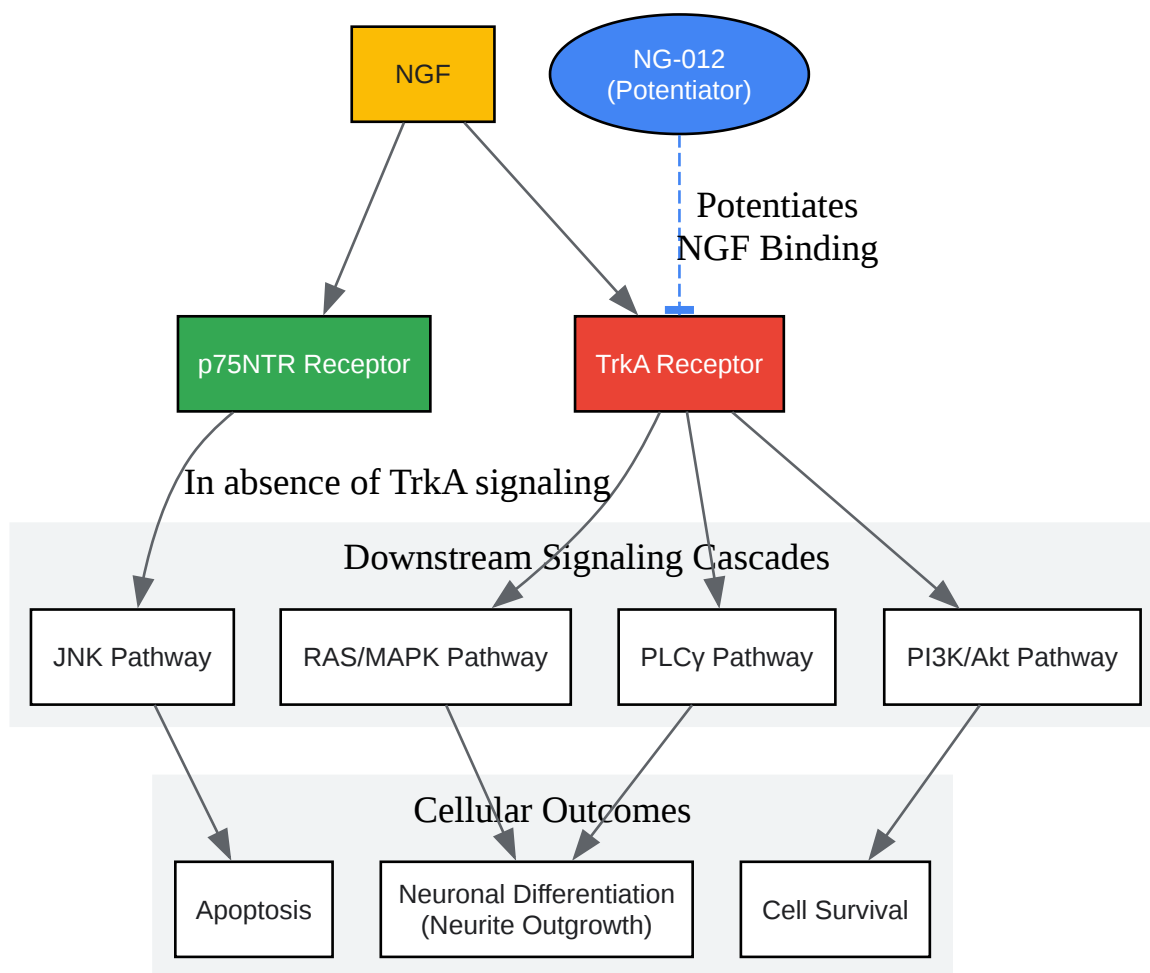 NGF
NG-012
(Potentiator)
Potentiates
NGF Binding
p75NTR Receptor
TrkA Receptor
In absence of TrkA signaling
Downstream Signaling Cascades
JNK Pathway
RAS/MAPK Pathway
PLCγ Pathway
PI3K/Akt Pathway
Cellular Outcomes
Apoptosis
Neuronal Differentiation
(Neurite Outgrowth)
Cell Survival